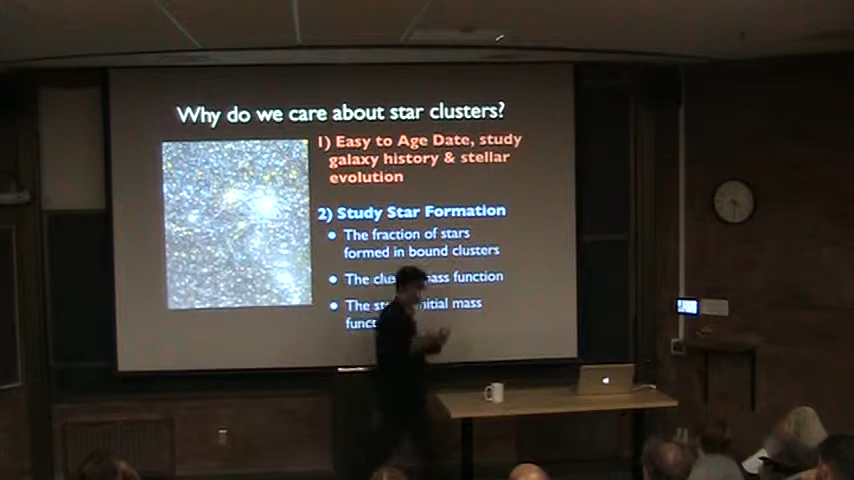 Why do we care about star clusters?
1) Easy to Age Date, study
galaxy history & stellar
evolution
2) Study Star Formation
The fraction of stars
formed in bound clusters
The mass function
The initial mass